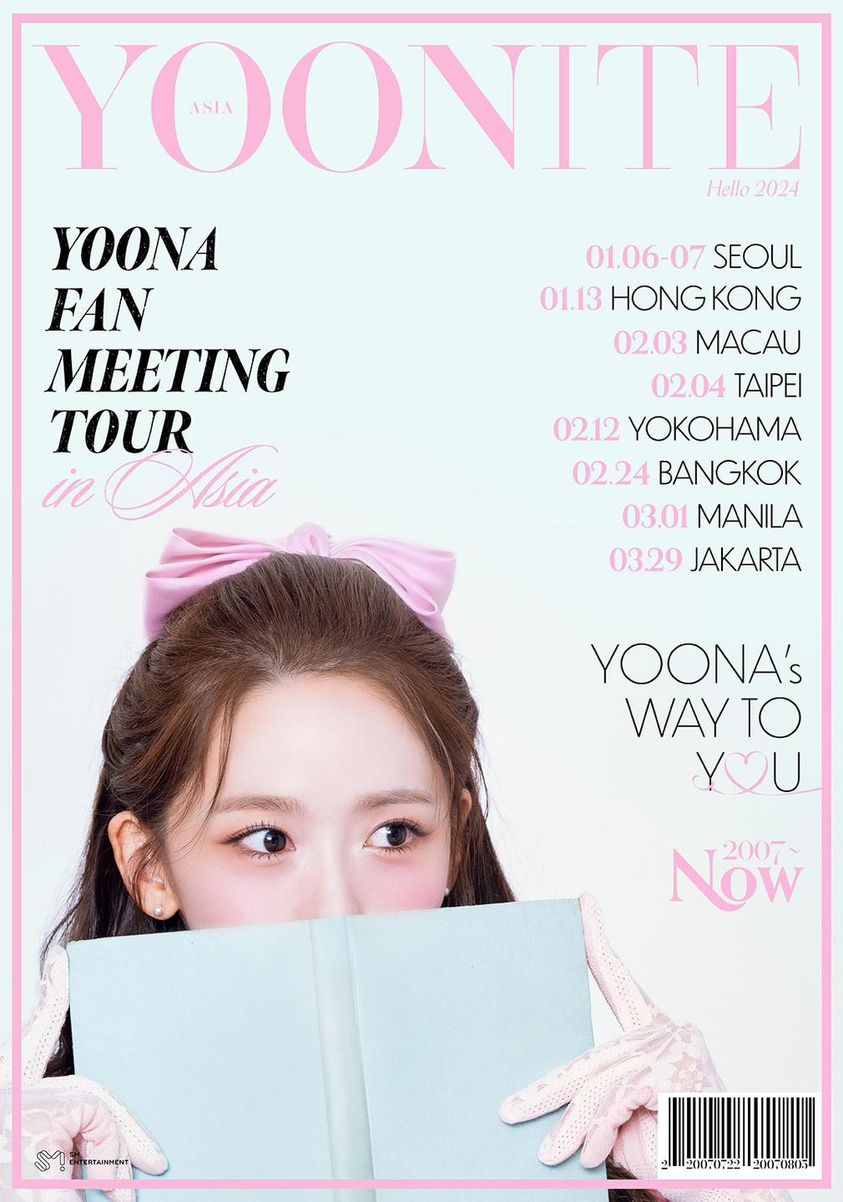 YOONITE
ASIA
Hello 2024
YOONA
FAN
MEETING
TOUR
in Asia
01.06-07 SEOUL
01.13 HONG KONG
02.03 MACAU
02.04 TAIPEI
02.12 YOKOHAMA
02.24 BANGKOK
03.01 MANILA
03.29 JAKARTA
YOONA's
WAY TO
Y♡U
2007~
Now
SM
ENTERTAINMENT
2 20070722 20070805